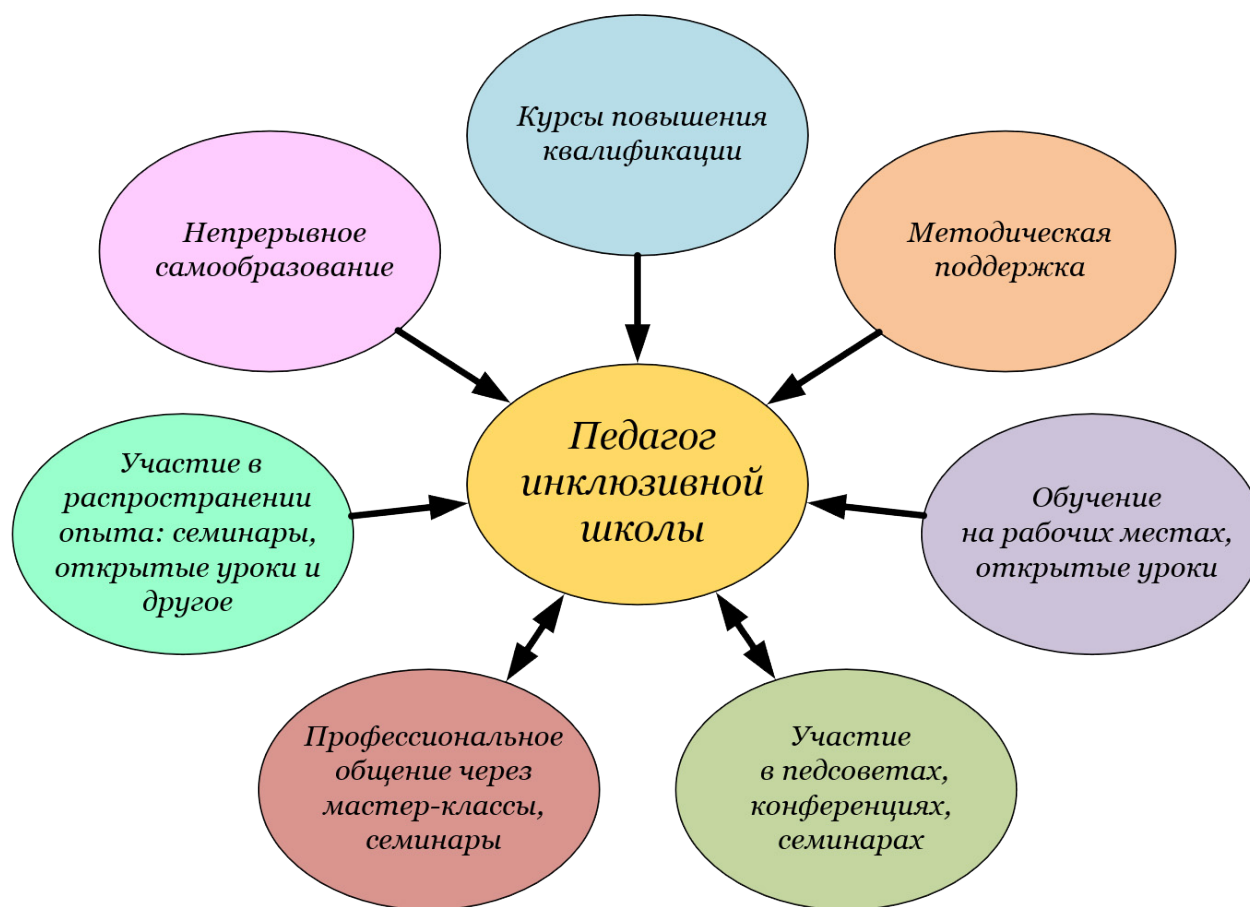 Курсы повышения
квалификации
Непрерывное
самообразование
Методическая
поддержка
Педагог
инклюзивной
школы
Участие в
распространении
опыта: семинары,
открытые уроки и
другое
Обучение
на рабочих местах,
открытые уроки
Профессиональное
общение через
мастер-классы,
семинары
Участие
в педсоветах,
конференциях,
семинарах